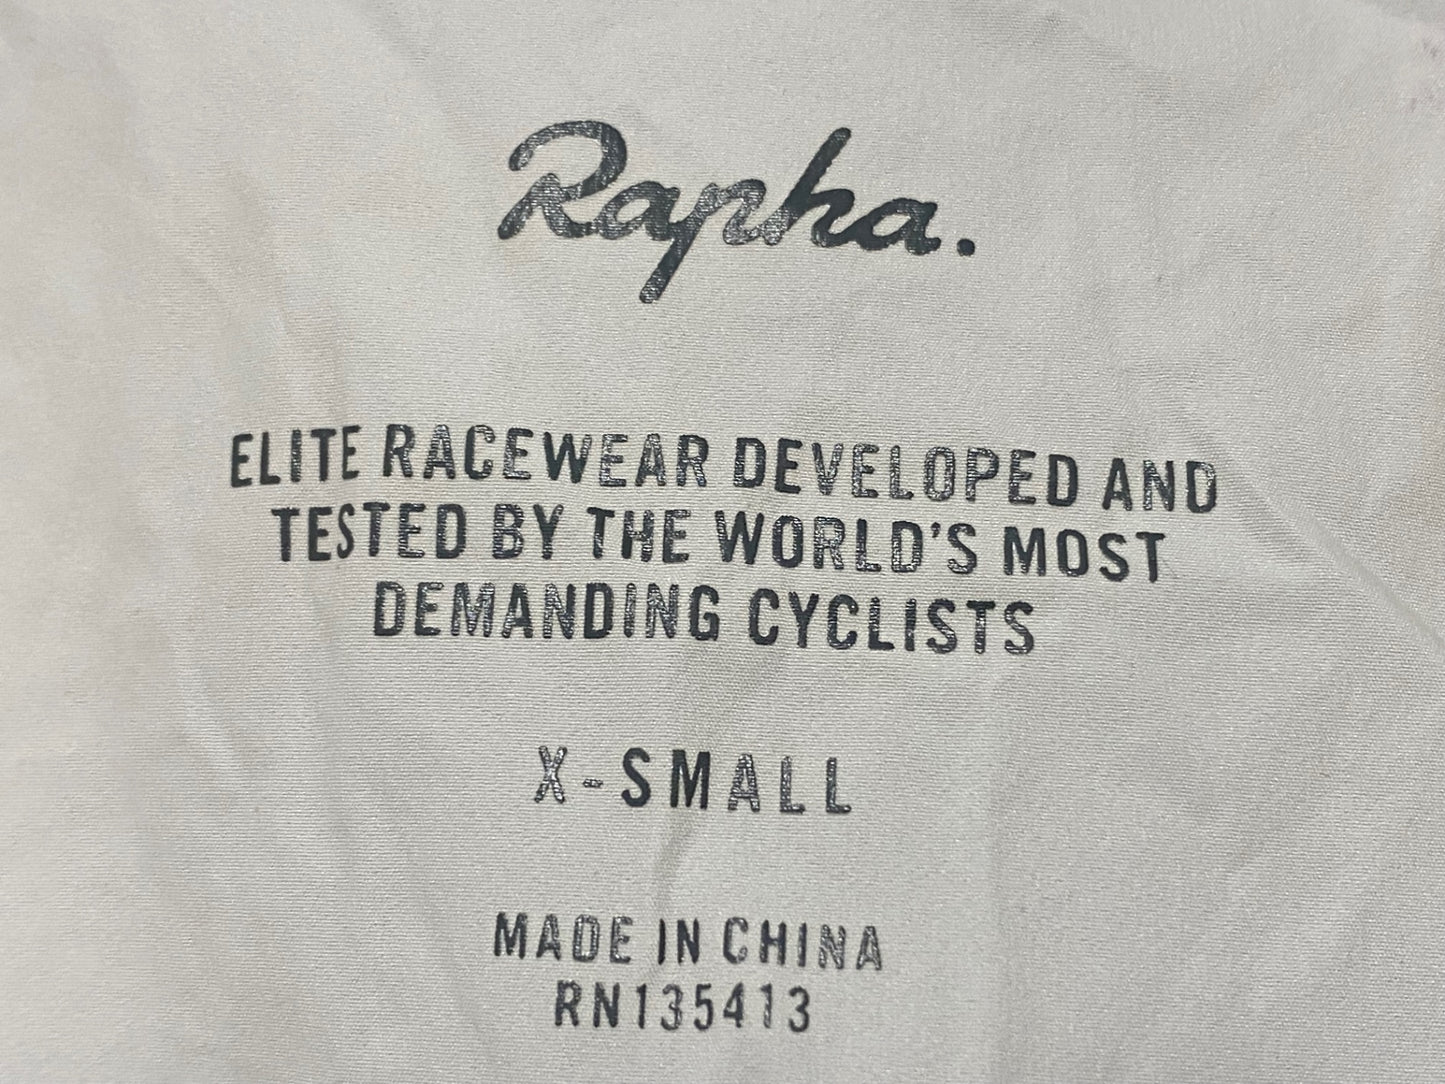 Rapha.
ELITE RACEWEAR DEVELOPED AND
TESTED BY THE WORLD'S MOST
DEMANDING CYCLISTS
X-SMALL
MADE IN CHINA
RN135413